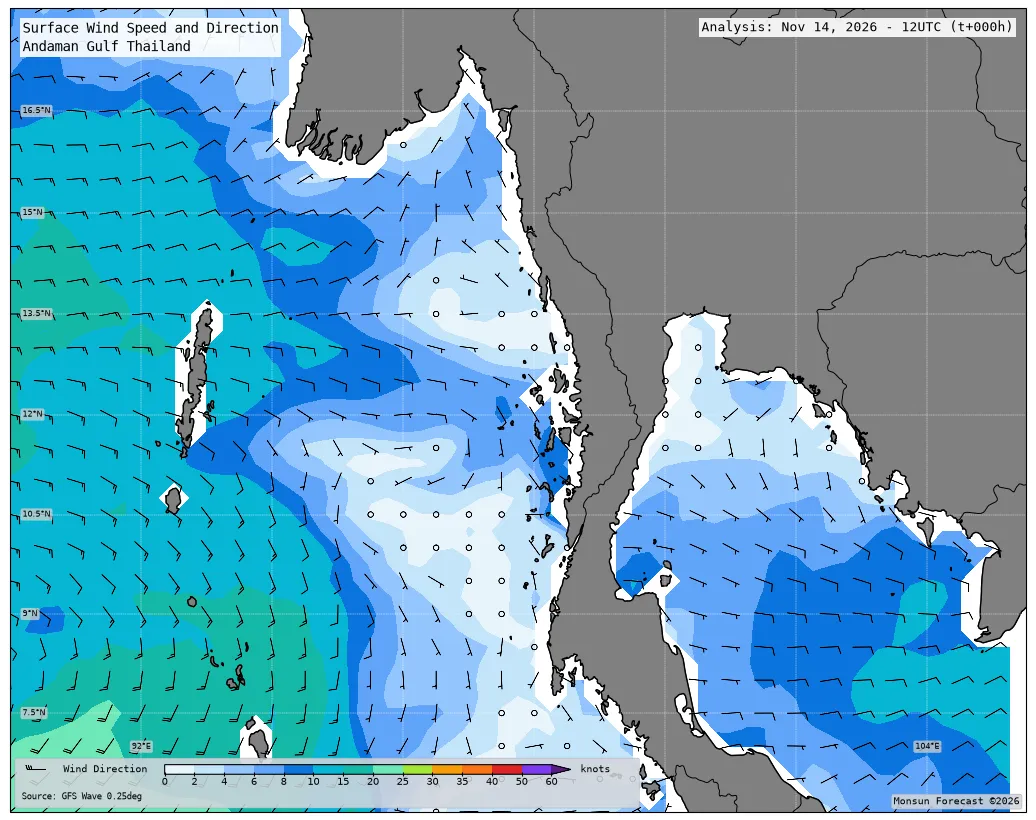 Surface Wind Speed and Direction
Andaman Gulf Thailand
Analysis: Nov 14, 2026 - 12UTC (t+000h)
16.5°N
15°N
13.5°N
12°N
10.5°N
9°N
7.5°N
92°E
104°E
Wind Direction
0 2 4 6 8 10 15 20 25 30 35 40 50 60
knots
Source: GFS Wave 0.25deg
Monsun Forecast ©2026